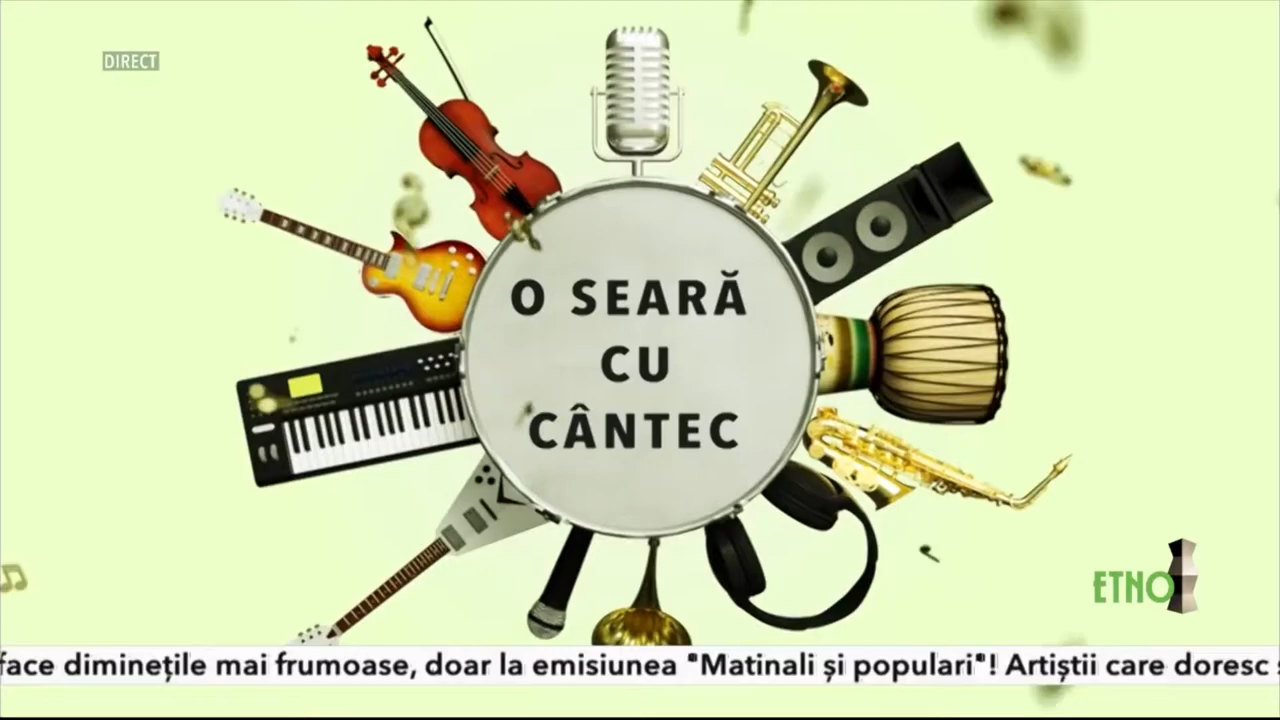 DIRECT
O SEARĂ
CU
CÂNTEC
ETNO
face diminețile mai frumoase, doar la emisiunea "Matinali și populari"! Artiștii care doresc